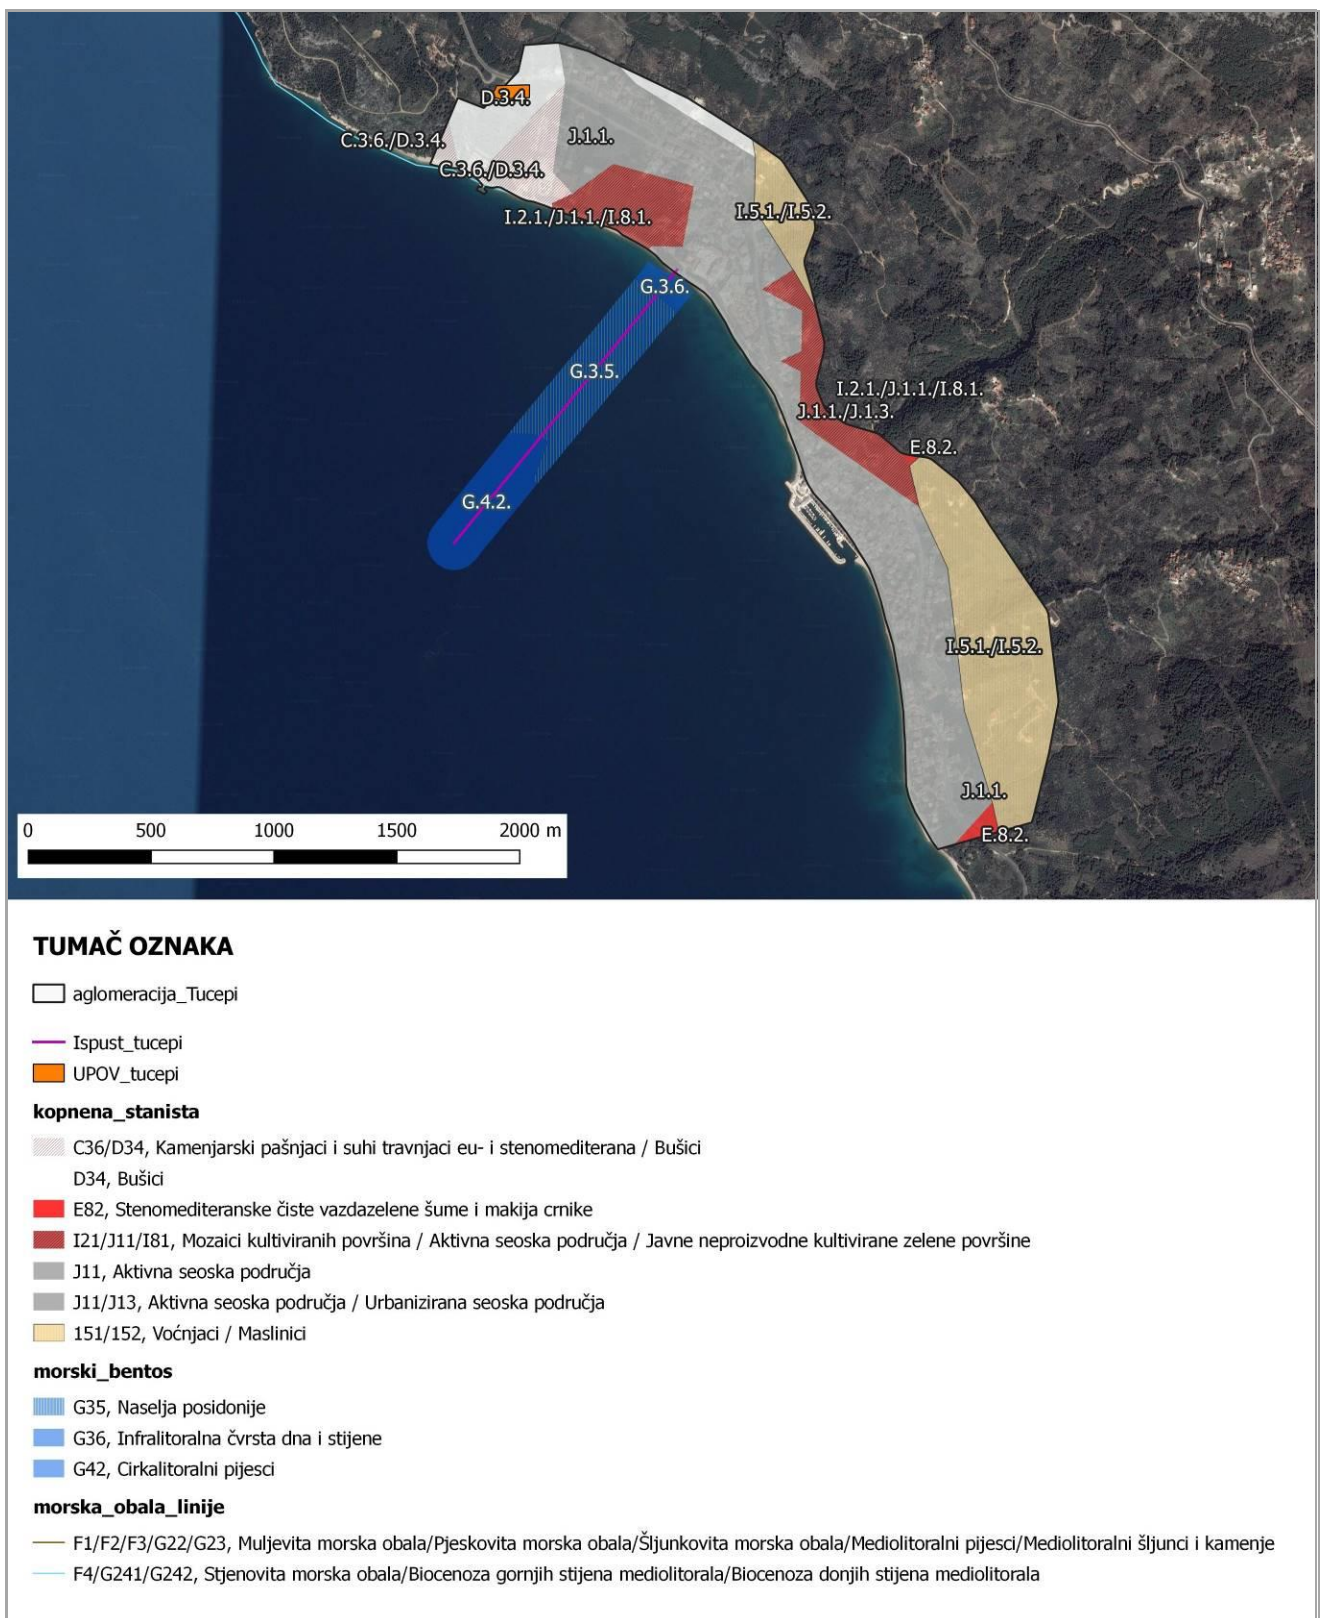 D.3.4.
C.3.6./D.3.4.
J.1.1.
C.3.6./D.3.4.
I.2.1./J.1.1./I.8.1.
I.5.1./I.5.2.
G.3.6.
G.3.5.
I.2.1./J.1.1./I.8.1.
J.1.1./J.1.3.
E.8.2.
G.4.2.
I.5.1./I.5.2.
J.1.1.
E.8.2.
0 500 1000 1500 2000 m
TUMAČ OZNAKA
aglomeracija_Tucepi
Ispust_tucepi
UPOV_tucepi
kopnena_stanista
C36/D34, Kamenjarski pašnjaci i suhi travnjaci eu- i stenomediterana / Bušici
D34, Bušici
E82, Stenomediteranske čiste vazdazelene šume i makija crnike
I21/J11/I81, Mozaici kultiviranih površina / Aktivna seoska područja / Javne neproizvodne kultivirane zelene površine
J11, Aktivna seoska područja
J11/J13, Aktivna seoska područja / Urbanizirana seoska područja
151/152, Voćnjaci / Maslinici
morski_bentos
G35, Naselja posidonije
G36, Infralitoralna čvrsta dna i stijene
G42, Cirkalitoralni pijesci
morska_obala_linije
F1/F2/F3/G22/G23, Muljevita morska obala/Pjeskovita morska obala/Šljunkovita morska obala/Mediolitoralni pijesci/Mediolitoralni šljunci i kamenje
F4/G241/G242, Stjenovita morska obala/Biocenoza gornjih stijena mediolitorala/Biocenoza donjih stijena mediolitorala